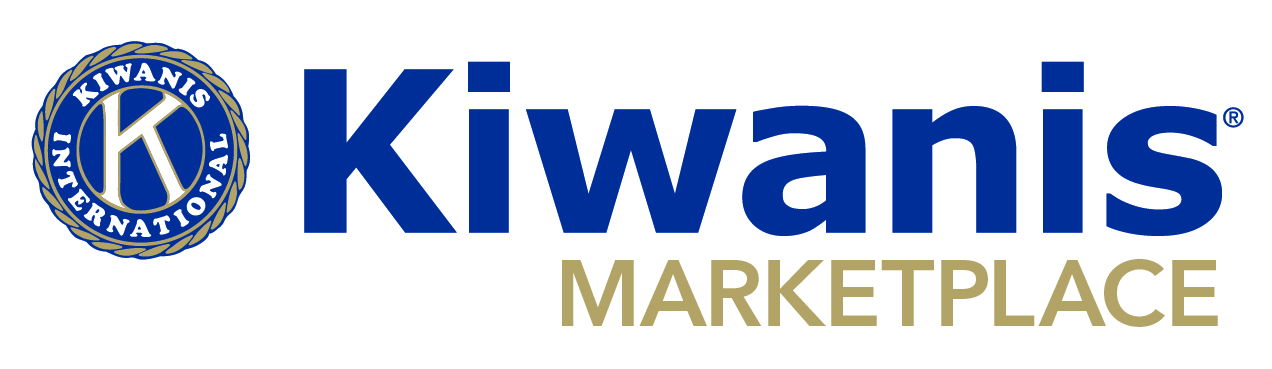 KIWANIS
K
INTERNATIONAL
Kiwanis®
MARKETPLACE